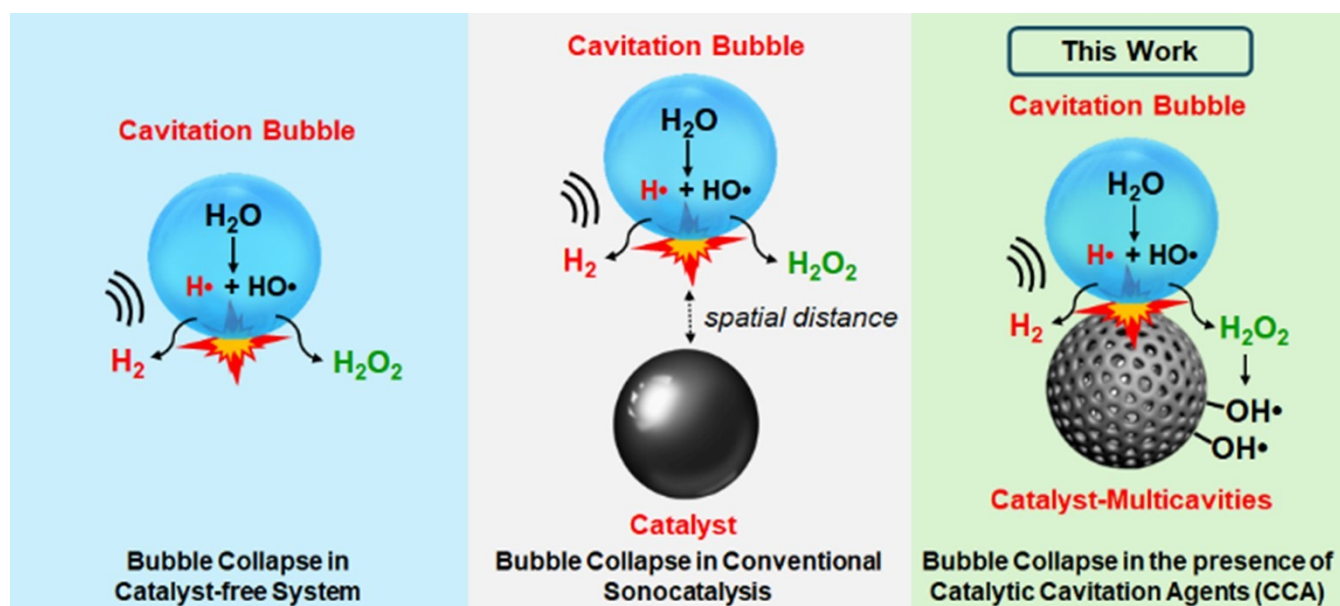 Cavitation Bubble
H₂O
H• + HO•
H₂
H₂O₂
Bubble Collapse in
Catalyst-free System
Cavitation Bubble
H₂O
H• + HO•
H₂
H₂O₂
spatial distance
Catalyst
Bubble Collapse in Conventional
Sonocatalysis
This Work
Cavitation Bubble
H₂O
H• + HO•
H₂
H₂O₂
OH•
OH•
Catalyst-Multicavities
Bubble Collapse in the presence of
Catalytic Cavitation Agents (CCA)